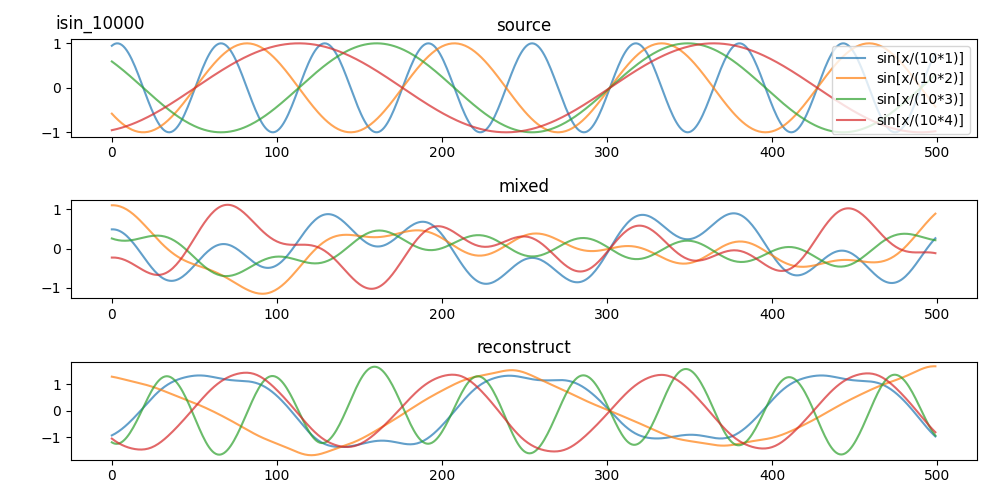 isin_10000
source
1
0
−1
sin[x/(10*1)]
sin[x/(10*2)]
sin[x/(10*3)]
sin[x/(10*4)]
0 100 200 300 400 500
mixed
1
0
−1
0 100 200 300 400 500
reconstruct
1
0
−1
0 100 200 300 400 500